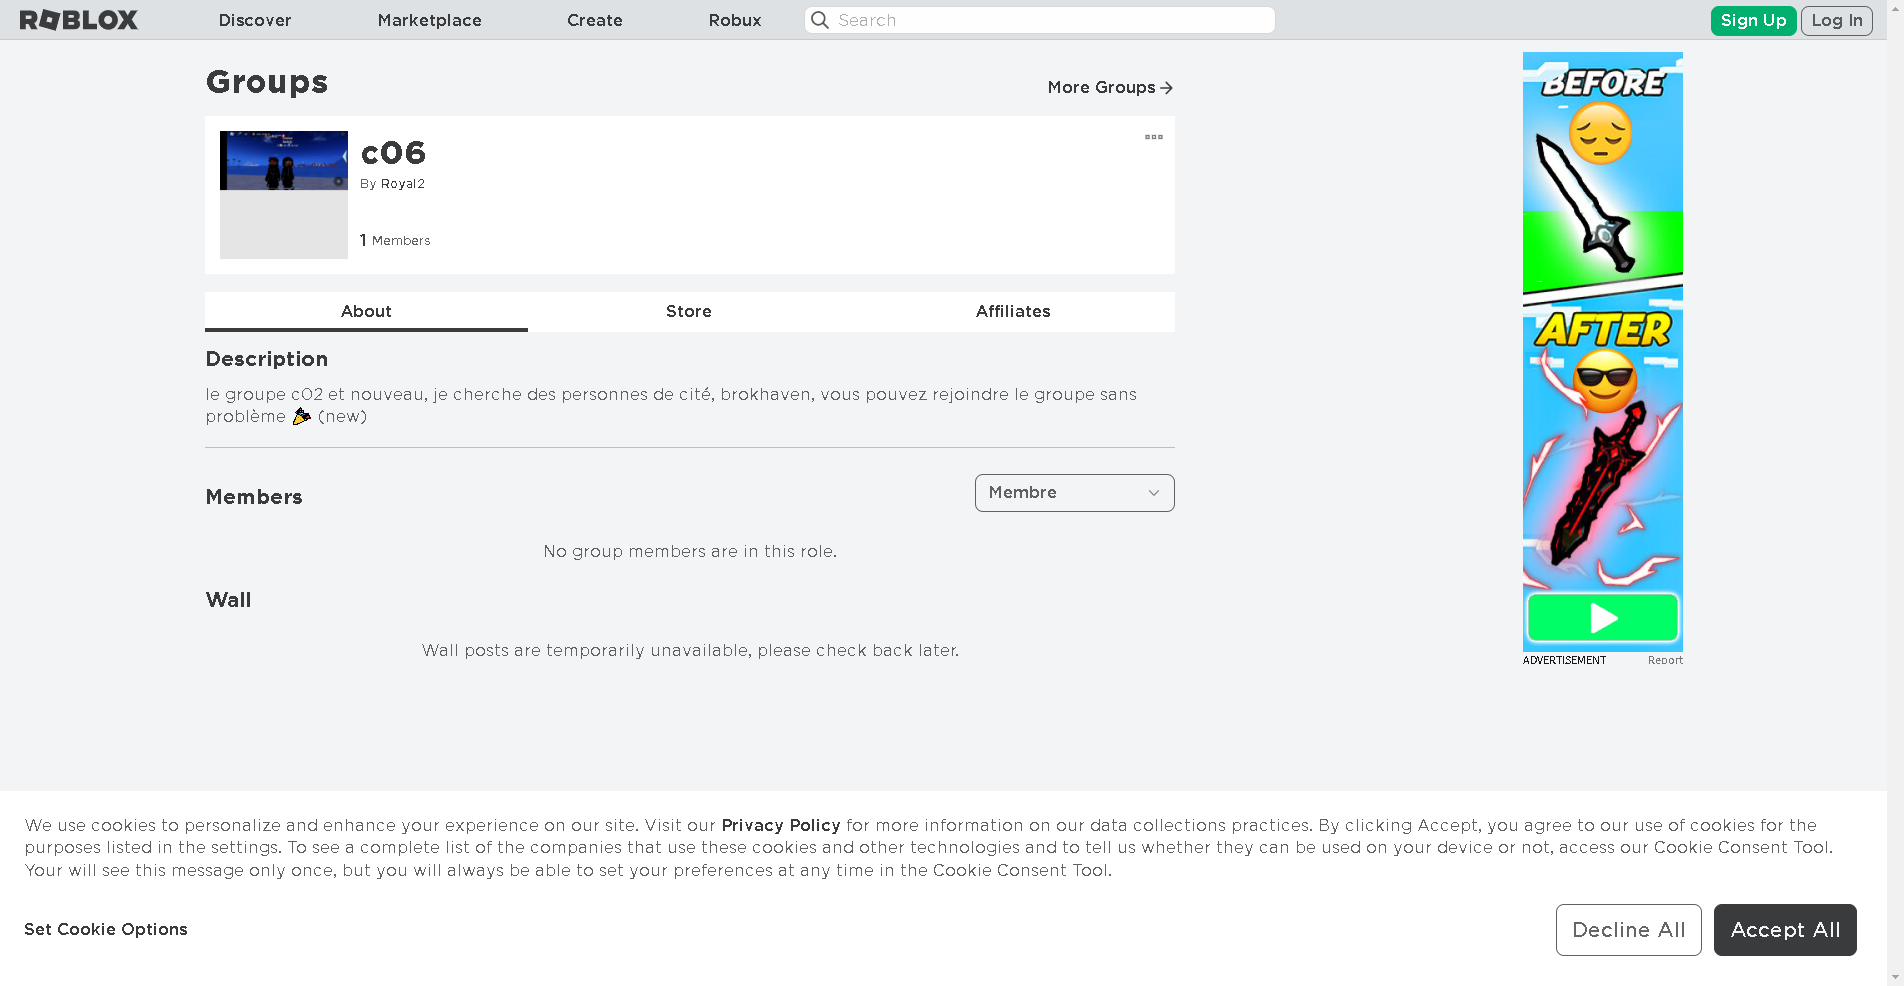 ROBLOX
Discover
Marketplace
Create
Robux
Search
Sign Up
Log In
Groups
More Groups
c06
By Royal2
1 Members
About
Store
Affiliates
Description
le groupe c02 et nouveau, je cherche des personnes de cité, brokhaven, vous pouvez rejoindre le groupe sans
problème 🎉 (new)
Members
Membre
No group members are in this role.
Wall
Wall posts are temporarily unavailable, please check back later.
BEFORE
AFTER
ADVERTISEMENT
Report
We use cookies to personalize and enhance your experience on our site. Visit our Privacy Policy for more information on our data collections practices. By clicking Accept, you agree to our use of cookies for the
purposes listed in the settings. To see a complete list of the companies that use these cookies and other technologies and to tell us whether they can be used on your device or not, access our Cookie Consent Tool.
Your will see this message only once, but you will always be able to set your preferences at any time in the Cookie Consent Tool.
Set Cookie Options
Decline All
Accept All